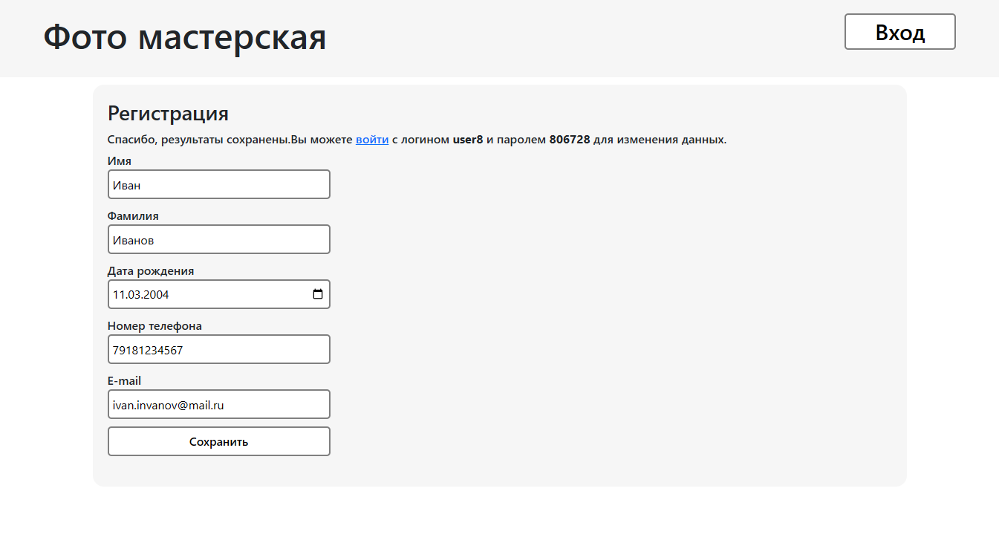 Фото мастерская
Вход
Регистрация
Спасибо, результаты сохранены.Вы можете войти с логином user8 и паролем 806728 для изменения данных.
Имя
Иван
Фамилия
Иванов
Дата рождения
11.03.2004
Номер телефона
79181234567
E-mail
ivan.invanov@mail.ru
Сохранить